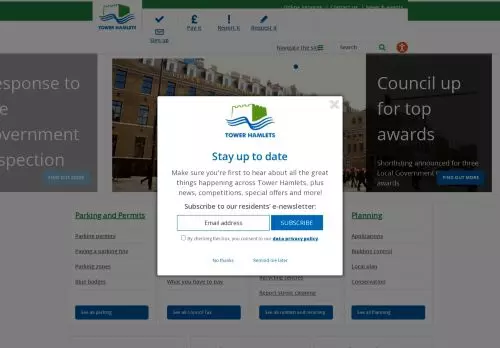 Online services | Contact us | News & events
TOWER HAMLETS
Sign up
Pay it
Report it
Request it
Navigate the
Search
esponse to
e
overnment
spection
FIND OUT MORE
Council up
for top
awards
Shortlisting announced for three
Local Government
awards
FIND OUT MORE
TOWER HAMLETS
Stay up to date
Make sure you're first to hear about all the great
things happening across Tower Hamlets, plus
news, competitions, special offers and more!
Subscribe to our residents' e-newsletter:
Email address
SUBSCRIBE
By checking this box, you consent to our data privacy policy.
No thanks
Remind me later
Parking and Permits
Parking permits
Paying a parking fine
Parking zones
Blue badges
See all parking
What you have to pay
See all Council Tax
Recycling centres
Report street cleaning
See all rubbish and recycling
Planning
Applications
Building control
Local plan
Conservation
See all Planning